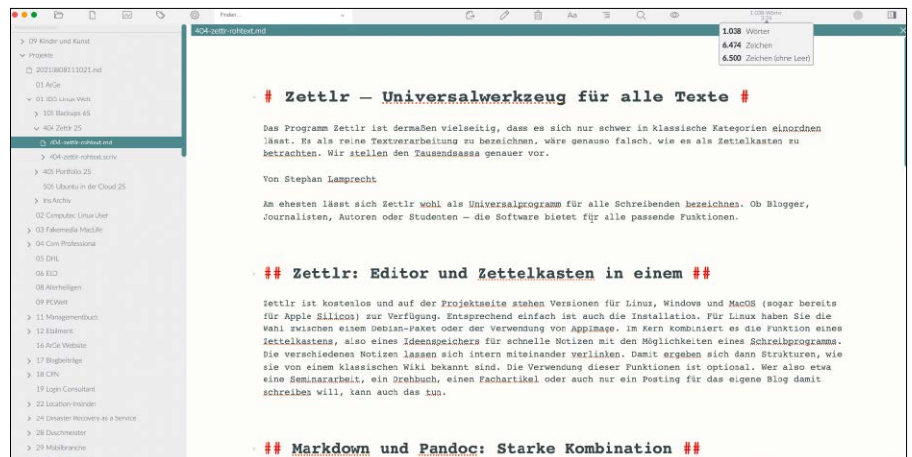 Finden...
1.038 Wörter
404-zettlr-rohtext.md
1.038 Wörter
6.474 Zeichen
6.500 Zeichen (ohne Leer)
09 Kinder und Kunst
Projekte
20210808111021.md
01 ArGe
01 IDG Linux Welt
103 Backups 6S
404 Zettlr 2S
404-zettlr-rohtext.md
404-zettlr-rohtext.scriv
405 Portfolio 2S
501 Ubuntu in der Cloud 2S
Ins Archiv
02 Computec Linux User
03 Falkemedia MacLife
04 Com Professional
05 DHL
06 ELO
08 Allerheiligen
09 PCWelt
11 Managementbuch
12 Etailment
16 ArGe Website
17 Blogbeiträge
18 CFN
19 Login Consultant
22 Location-Insider
24 Desaster Recovery as a Service
28 Duschmeister
29 Mobilbranche
# Zettlr — Universalwerkzeug für alle Texte #
Das Programm Zettlr ist dermaßen vielseitig, dass es sich nur schwer in klassische Kategorien einordnen
lässt. Es als reine Textverarbeitung zu bezeichnen, wäre genauso falsch, wie es als Zettelkasten zu
betrachten. Wir stellen den Tausendsassa genauer vor.
Von Stephan Lamprecht
Am ehesten lässt sich Zettlr wohl als Universalprogramm für alle Schreibenden bezeichnen. Ob Blogger,
Journalisten, Autoren oder Studenten — die Software bietet für alle passende Funktionen.
## Zettlr: Editor und Zettelkasten in einem ##
Zettlr ist kostenlos und auf der Projektseite stehen Versionen für Linux, Windows und MacOS (sogar bereits
für Apple Silicon) zur Verfügung. Entsprechend einfach ist auch die Installation. Für Linux haben Sie die
Wahl zwischen einem Debian-Paket oder der Verwendung von AppImage. Im Kern kombiniert es die Funktion eines
Zettelkastens, also eines Ideenspeichers für schnelle Notizen mit den Möglichkeiten eines Schreibprogramms.
Die verschiedenen Notizen lassen sich intern miteinander verlinken. Damit ergeben sich dann Strukturen, wie
sie von einem klassischen Wiki bekannt sind. Die Verwendung dieser Funktionen ist optional. Wer also etwa
eine Seminararbeit, ein Drehbuch, einen Fachartikel oder auch nur ein Posting für das eigene Blog damit
schreiben will, kann auch das tun.
## Markdown und Pandoc: Starke Kombination ##